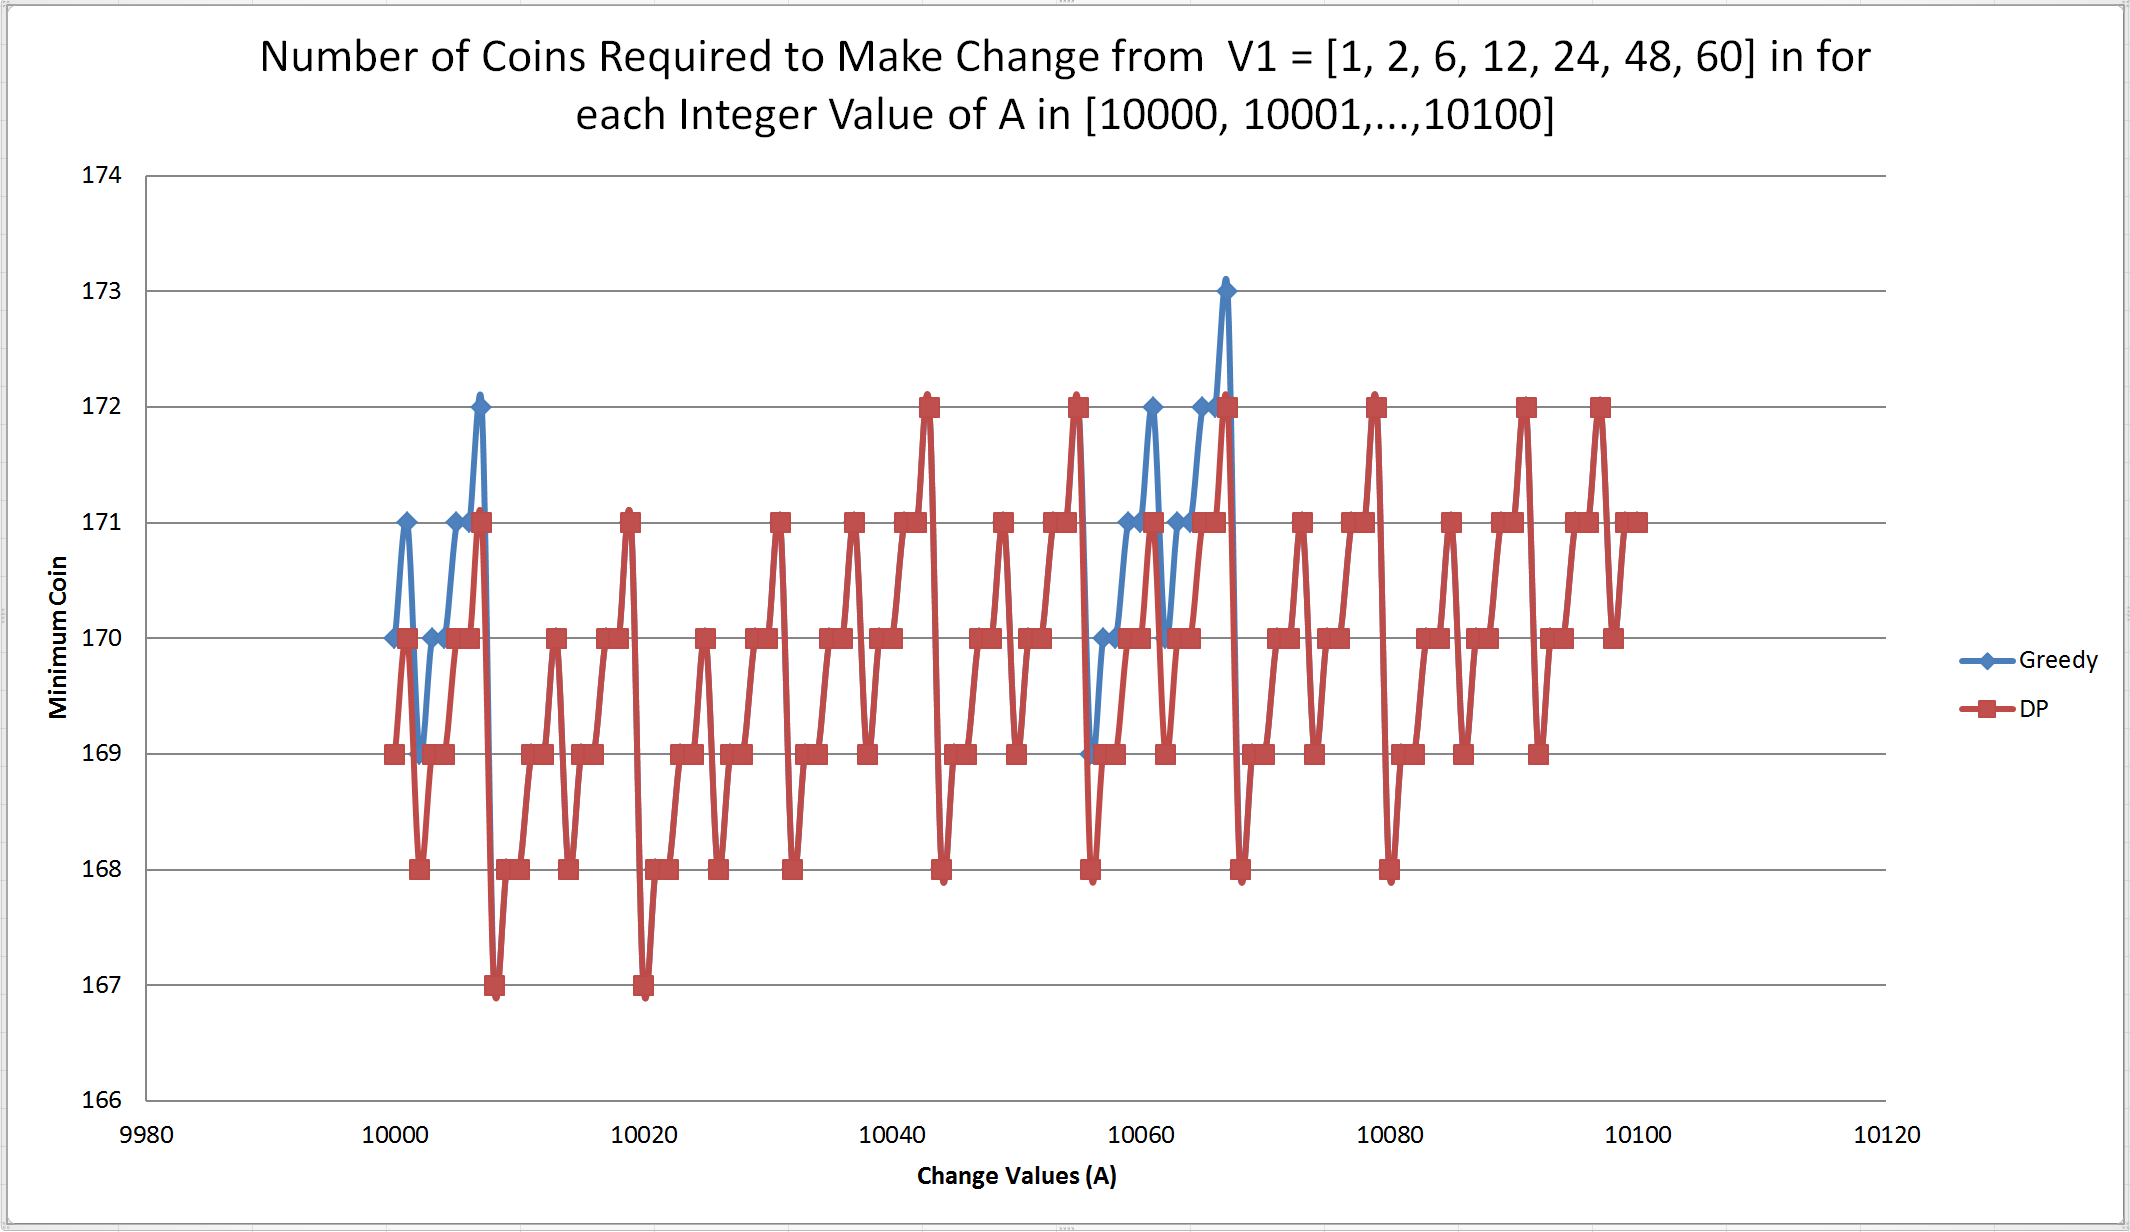 Number of Coins Required to Make Change from  V1 = [1, 2, 6, 12, 24, 48, 60] in for
each Integer Value of A in [10000, 10001,...,10100]
174
173
172
171
170
169
168
167
166
Minimum Coin
9980 10000 10020 10040 10060 10080 10100 10120
Change Values (A)
Greedy
DP